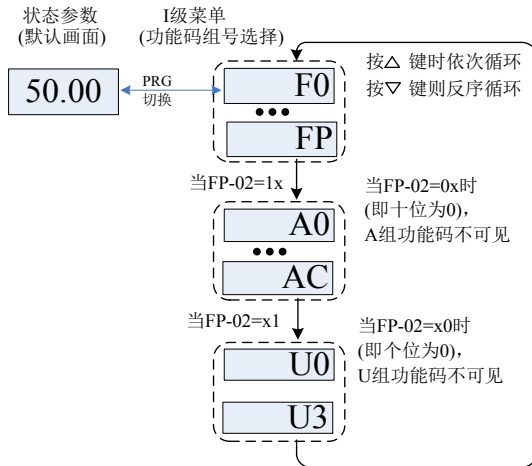 状态参数
(默认画面)
I级菜单
(功能码组号选择)
50.00
PRG
切换
F0
•••
FP
按△ 键时依次循环
按▽ 键则反序循环
当FP-02=1x
当FP-02=0x时
(即十位为0),
A组功能码不可见
A0
•••
AC
当FP-02=x1
当FP-02=x0时
(即个位为0),
U组功能码不可见
U0
U3